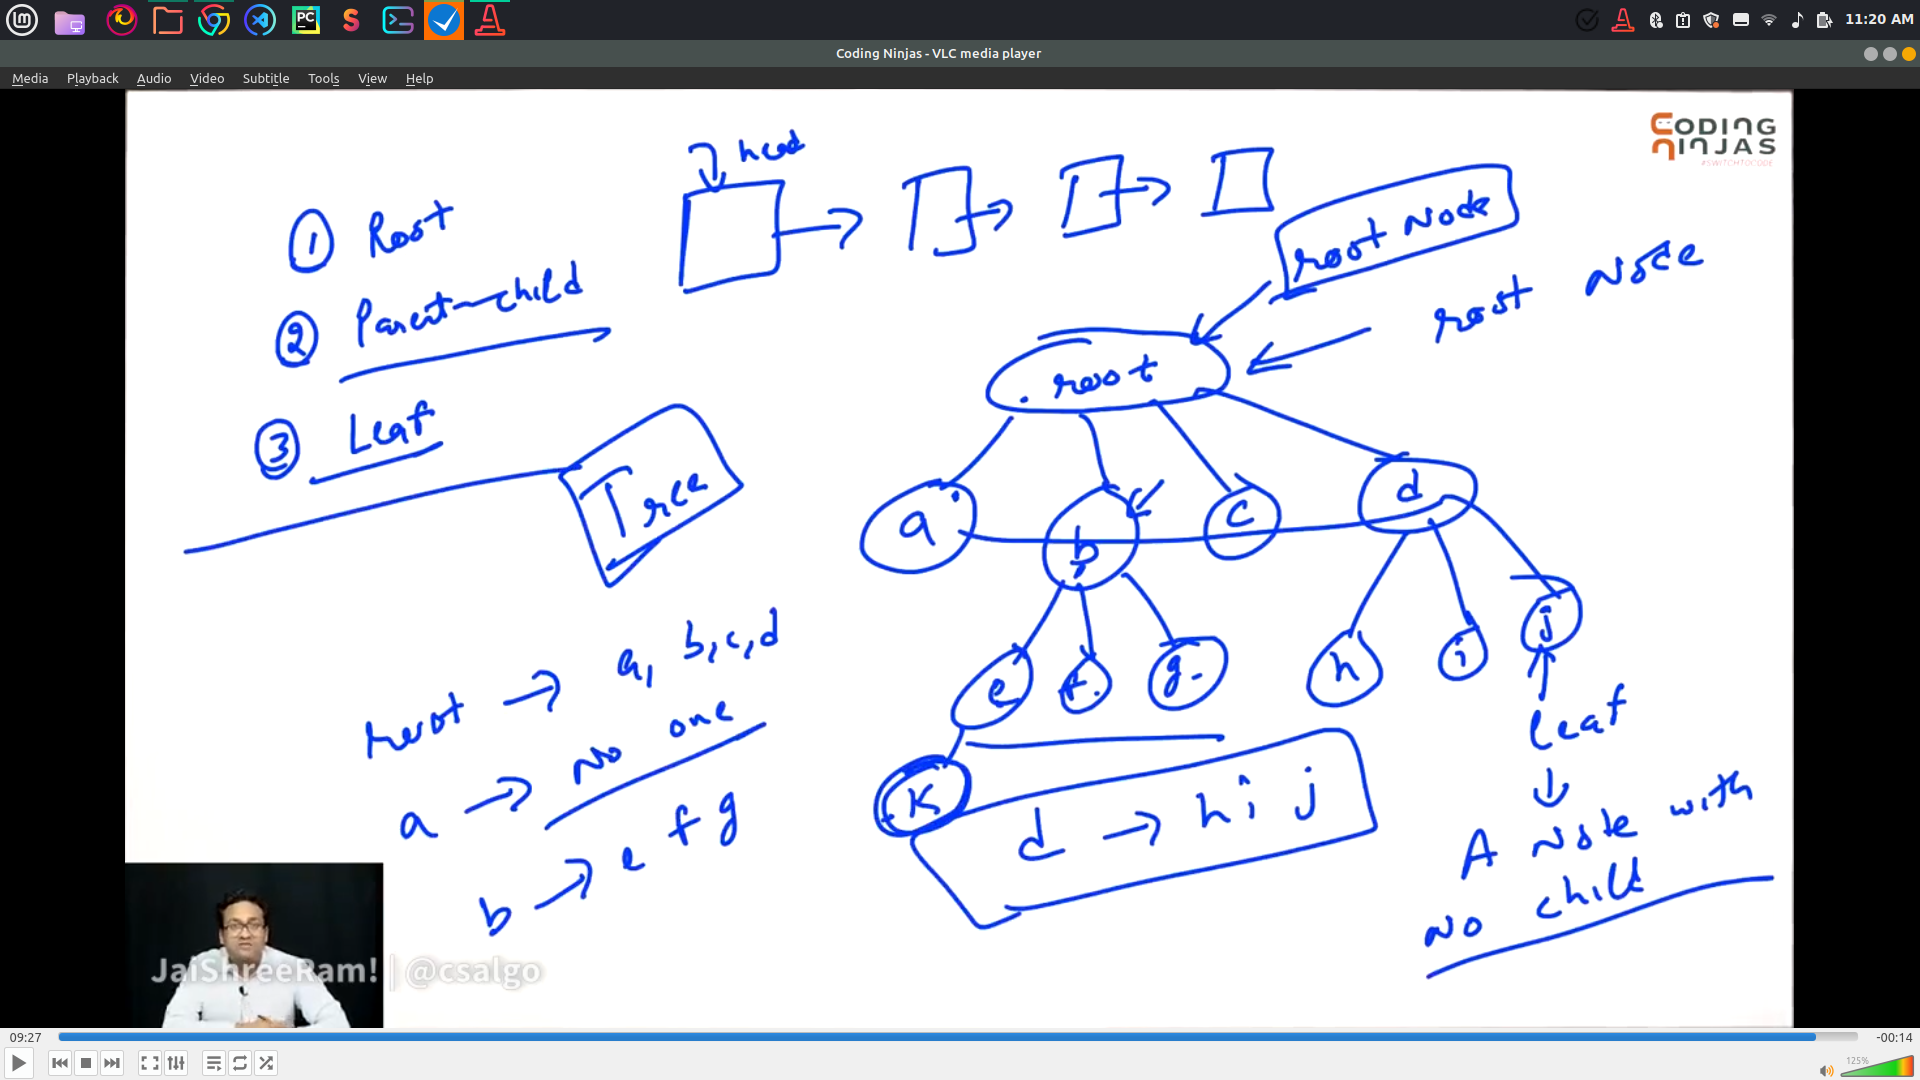 PC
11:20 AM
Coding Ninjas - VLC media player
Media Playback Audio Video Subtitle Tools View Help
CODING
NINJAS
#SWITCHTOCODE
head
1 Root
2 Parent-child
3 Leaf
Tree
root Node
root Node
root
a b c d
e f g h i j
K
root → a, b, c, d
a → No one
b → e f g
d → h i j
leaf
A Node with
No child
JaiShreeRam! | @csalgo
09:27
-00:14
125%